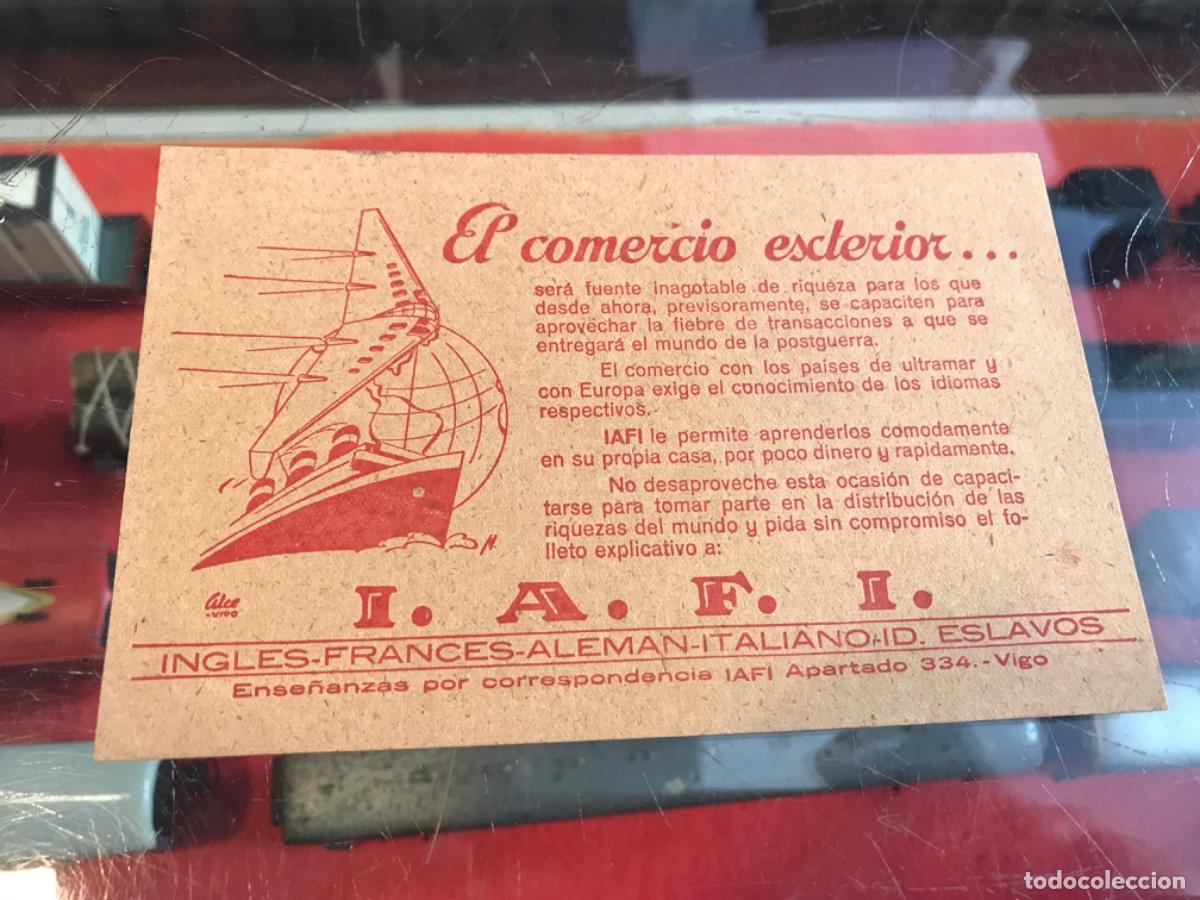 El comercio exterior...
será fuente inagotable de riqueza para los que
desde ahora, previsoramente, se capaciten para
aprovechar la fiebre de transacciones a que se
entregará el mundo de la postguerra.
El comercio con los países de ultramar y
con Europa exige el conocimiento de los idiomas
respectivos.
IAFI le permite aprenderlos comodamente
en su propia casa, por poco dinero y rapidamente.
No desaproveche esta ocasión de capaci-
tarse para tomar parte en la distribución de las
riquezas del mundo y pida sin compromiso el fo-
lleto explicativo a:
I. A. F. I.
INGLES-FRANCES-ALEMAN-ITALIANO-ID. ESLAVOS
Enseñanzas por correspondencia IAFI Apartado 334.-Vigo
Alce
-VIGO
M.
todocoleccion